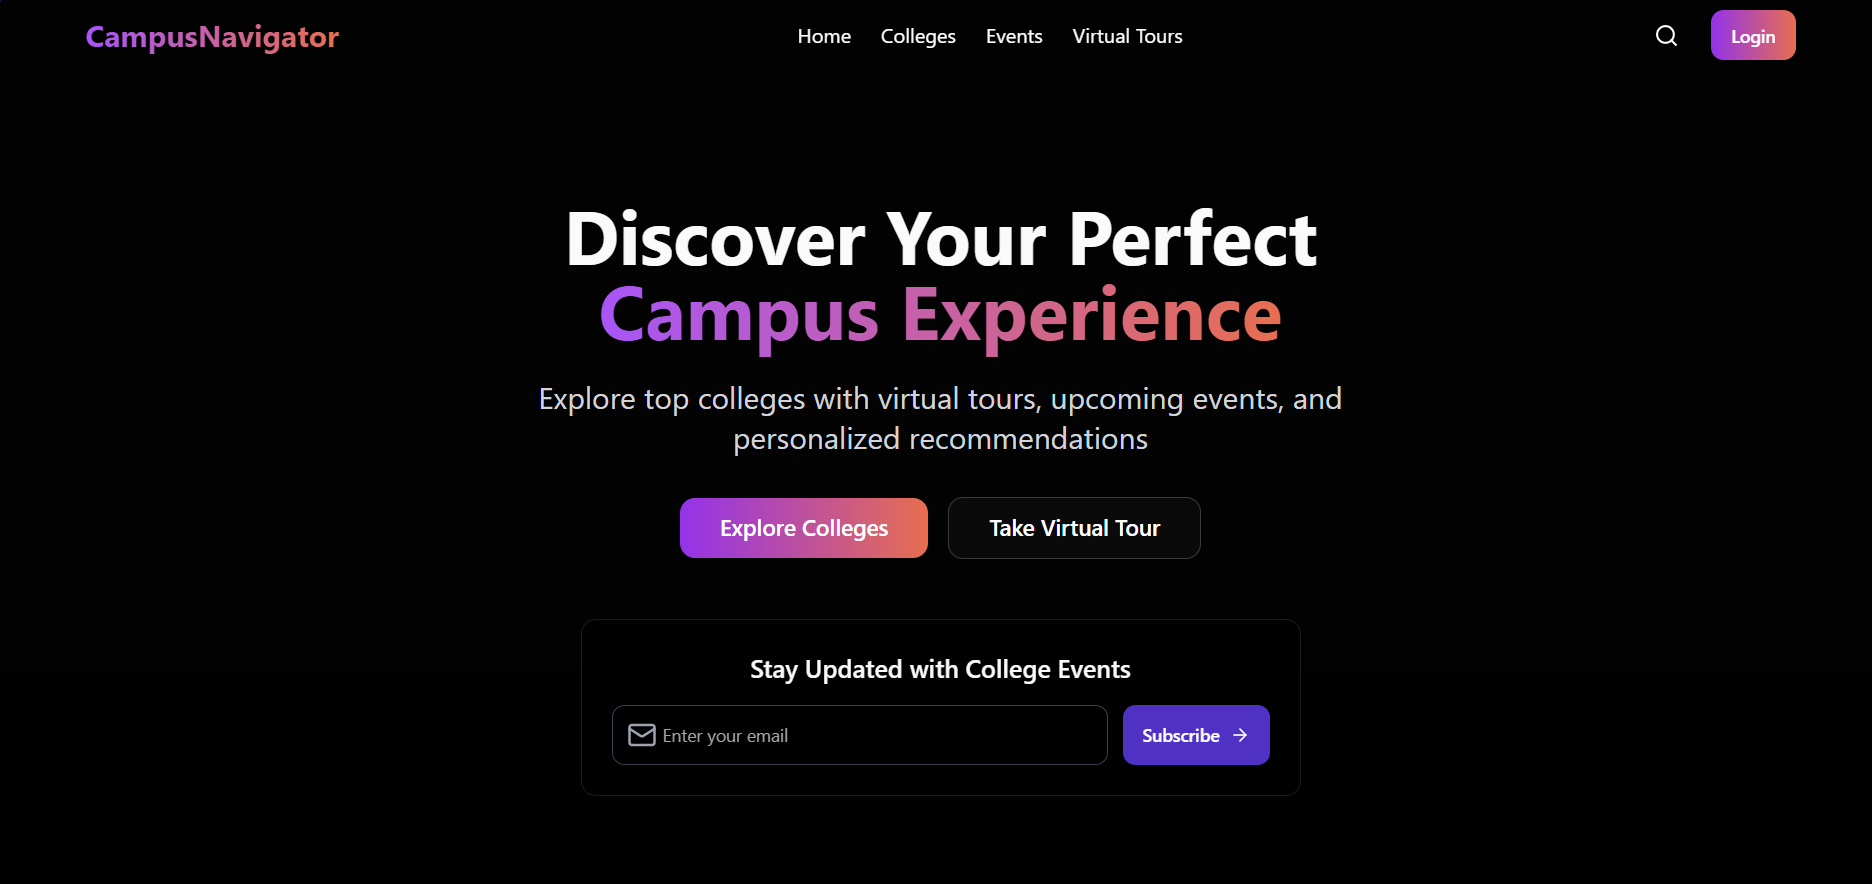 CampusNavigator
Home
Colleges
Events
Virtual Tours
Login
Discover Your Perfect
Campus Experience
Explore top colleges with virtual tours, upcoming events, and
personalized recommendations
Explore Colleges
Take Virtual Tour
Stay Updated with College Events
Enter your email
Subscribe